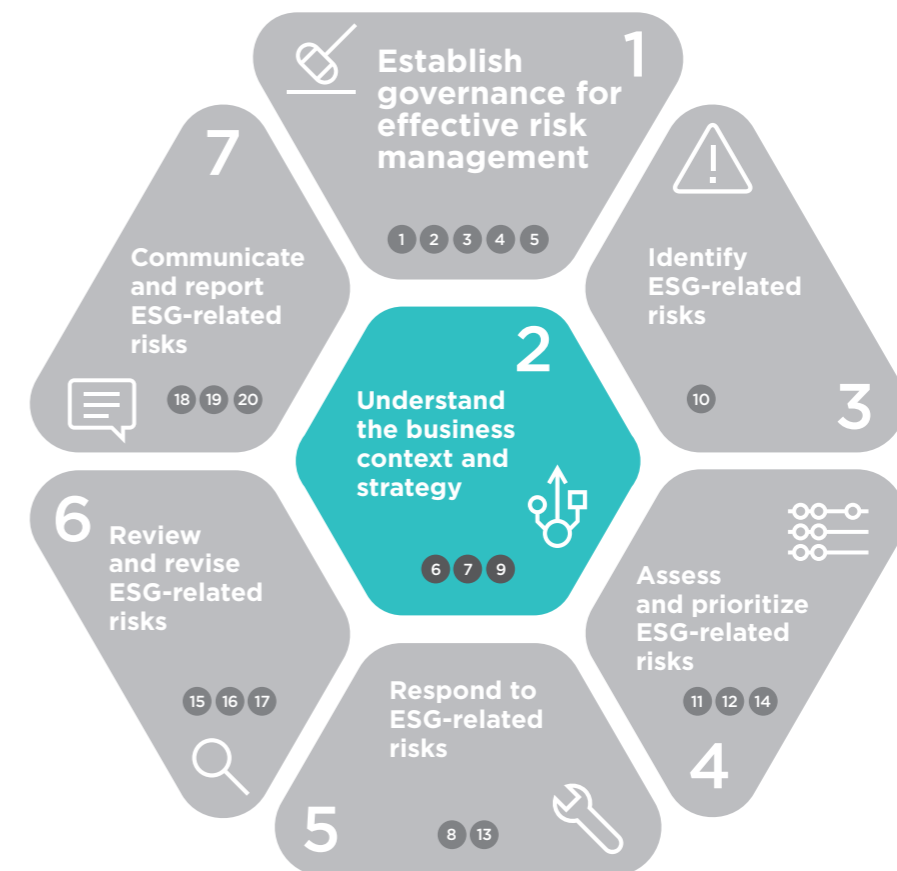 1
Establish
governance for
effective risk
management
1 2 3 4 5
2
Understand
the business
context and
strategy
6 7 9
Identify
ESG-related
risks
10
3
Assess
and prioritize
ESG-related
risks
11 12 14
4
Respond to
ESG-related
risks
5
8 13
6
Review
and revise
ESG-related
risks
15 16 17
7
Communicate
and report
ESG-related
risks
18 19 20